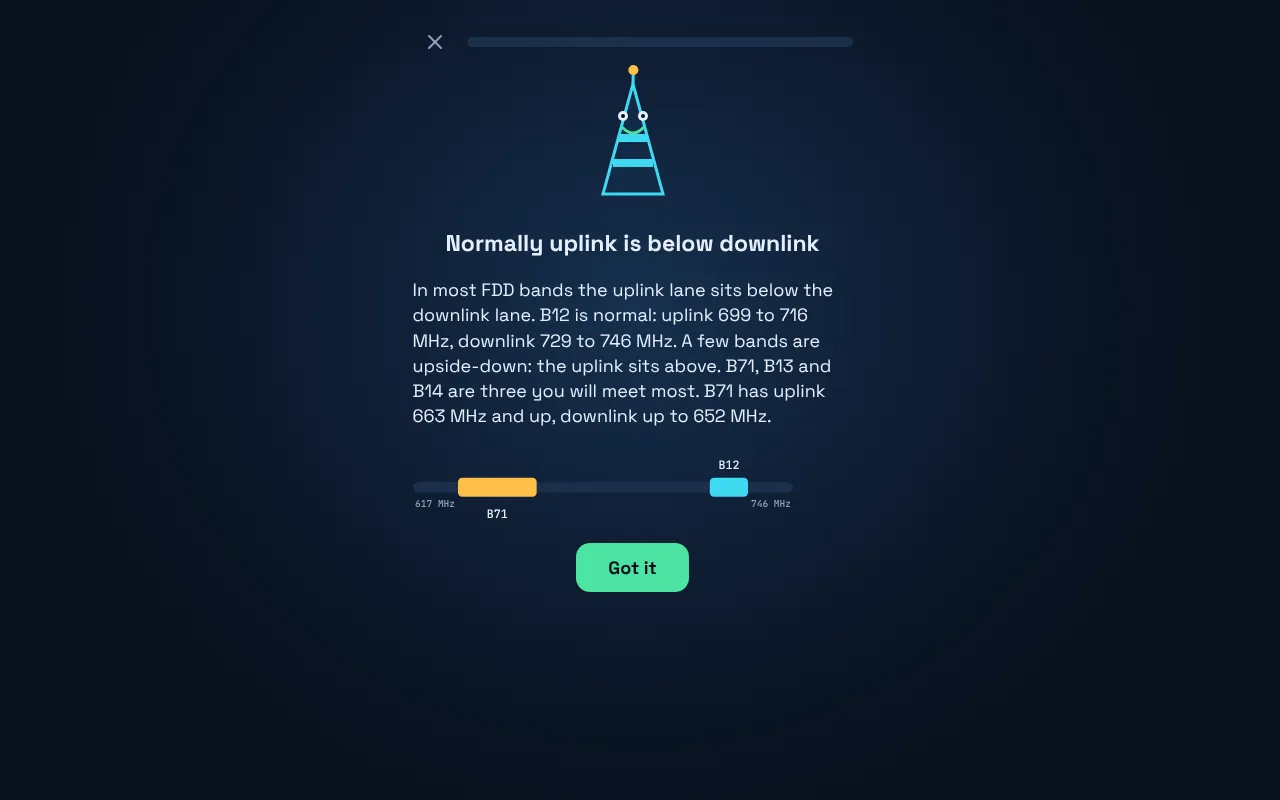 Normally uplink is below downlink
In most FDD bands the uplink lane sits below the
downlink lane. B12 is normal: uplink 699 to 716
MHz, downlink 729 to 746 MHz. A few bands are
upside-down: the uplink sits above. B71, B13 and
B14 are three you will meet most. B71 has uplink
663 MHz and up, downlink up to 652 MHz.
B12
617 MHz
746 MHz
B71
Got it